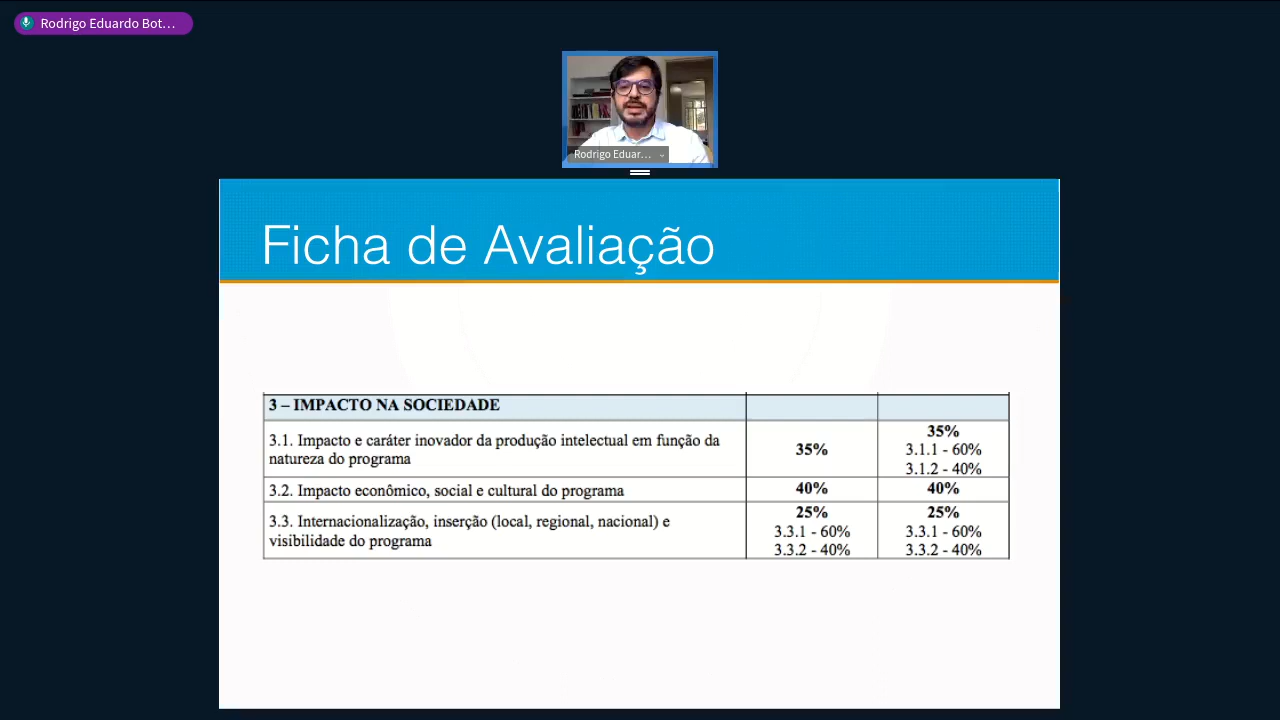 Rodrigo Eduardo Bot...
Rodrigo Eduar...
Ficha de Avaliação
3 – IMPACTO NA SOCIEDADE
3.1. Impacto e caráter inovador da produção intelectual em função da
natureza do programa
35%
35%
3.1.1 - 60%
3.1.2 - 40%
3.2. Impacto econômico, social e cultural do programa
40%
40%
3.3. Internacionalização, inserção (local, regional, nacional) e
visibilidade do programa
25%
3.3.1 - 60%
3.3.2 - 40%
25%
3.3.1 - 60%
3.3.2 - 40%